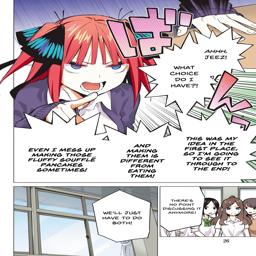 ばん
AHHH,
JEEZ!
WHAT
CHOICE
DO I
HAVE?!
THIS WAS MY
IDEA IN THE
FIRST PLACE,
SO I'M GOING
TO SEE IT
THROUGH TO
THE END!
AND
MAKING
THEM IS
DIFFERENT
FROM
EATING
THEM!
EVEN I MESS UP
MAKING THOSE
FLUFFY SOUFFLÉ
PANCAKES
SOMETIMES!
THERE'S
NO POINT
DISCUSSING IT
ANYMORE!
WE'LL JUST
HAVE TO DO
BOTH!
26